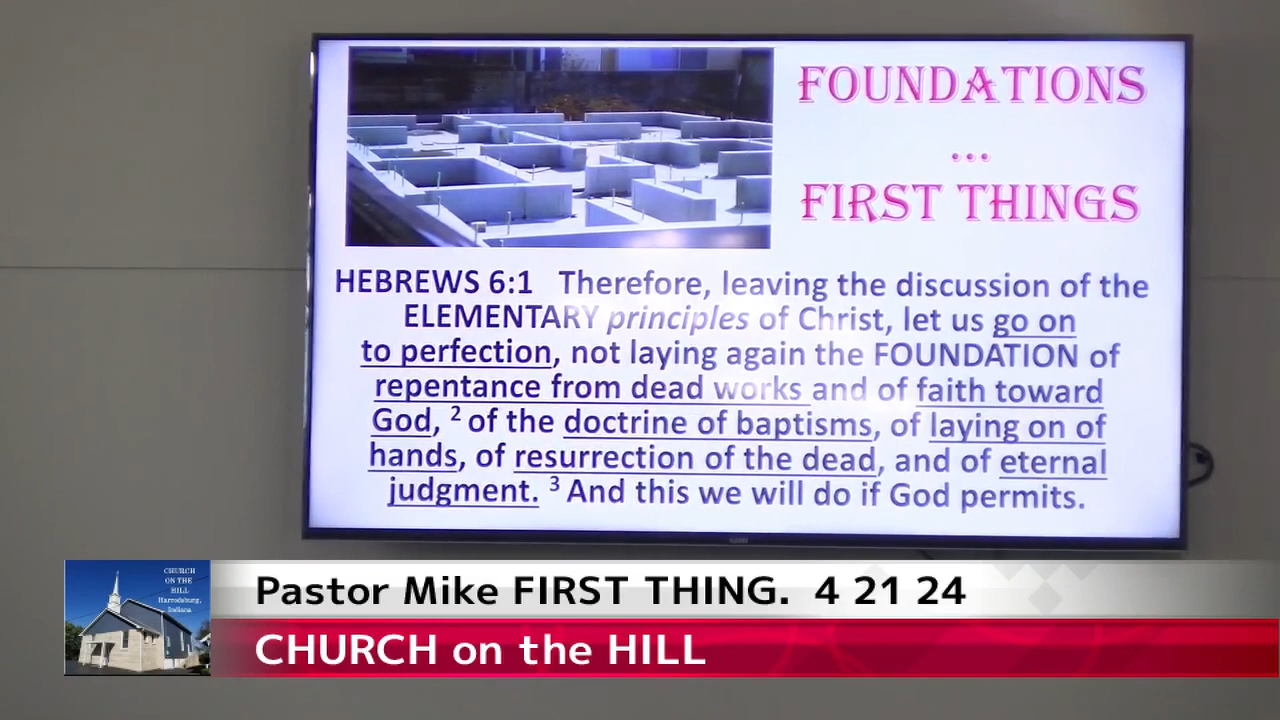 FOUNDATIONS
...
FIRST THINGS
HEBREWS 6:1 Therefore, leaving the discussion of the
ELEMENTARY principles of Christ, let us go on
to perfection, not laying again the FOUNDATION of
repentance from dead works and of faith toward
God, ² of the doctrine of baptisms, of laying on of
hands, of resurrection of the dead, and of eternal
judgment. ³ And this we will do if God permits.
CHURCH
ON THE
HILL
Harrodsburg,
Indiana
Pastor Mike FIRST THING. 4 21 24
CHURCH on the HILL